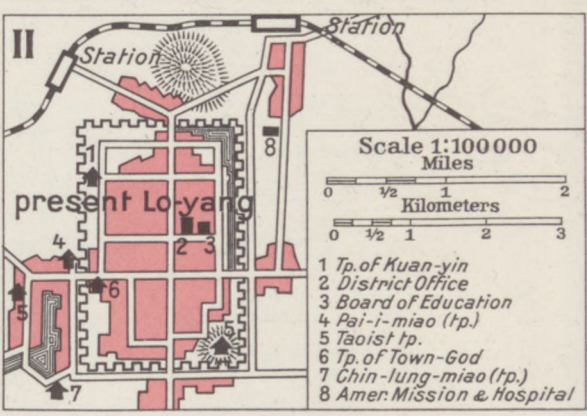 II
Station
Station
8
1
present Lo-yang
2 3
4
5
6
6
7
Scale 1:100000
Miles
0 1/2 1 2
Kilometers
0 1/2 1 2 3
1 Tp. of Kuan-yin
2 District Office
3 Board of Education
4 Pai-i-miao (tp.)
5 Taoist tp.
6 Tp. of Town-God
7 Chin-lung-miao (tp.)
8 Amer. Mission & Hospital